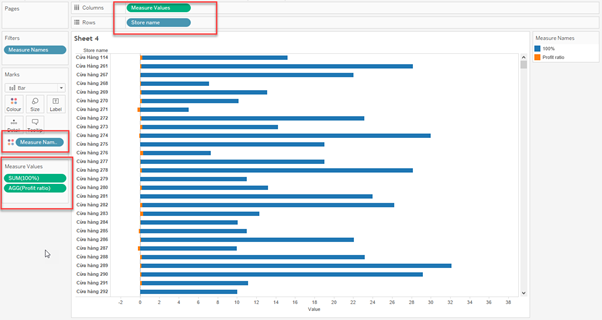 Pages
Columns
Measure Values
Rows
Store name
Filters
Measure Names
Marks
Bar
Colour
Size
Label
Detail
Tooltip
Measure Nam..
Measure Values
SUM(100%)
AGG(Profit ratio)
Sheet 4
Store name
Cửa hàng 114
Cửa hàng 261
Cửa hàng 267
Cửa hàng 268
Cửa hàng 269
Cửa hàng 270
Cửa hàng 271
Cửa hàng 272
Cửa hàng 273
Cửa hàng 274
Cửa hàng 275
Cửa hàng 276
Cửa hàng 277
Cửa hàng 278
Cửa hàng 279
Cửa hàng 280
Cửa hàng 281
Cửa hàng 282
Cửa hàng 283
Cửa hàng 284
Cửa hàng 285
Cửa hàng 286
Cửa hàng 287
Cửa hàng 288
Cửa hàng 289
Cửa hàng 290
Cửa hàng 291
Cửa hàng 292
-2 0 2 4 6 8 10 12 14 16 18 20 22 24 26 28 30 32 34 36 38
Value
Measure Names
100%
Profit ratio